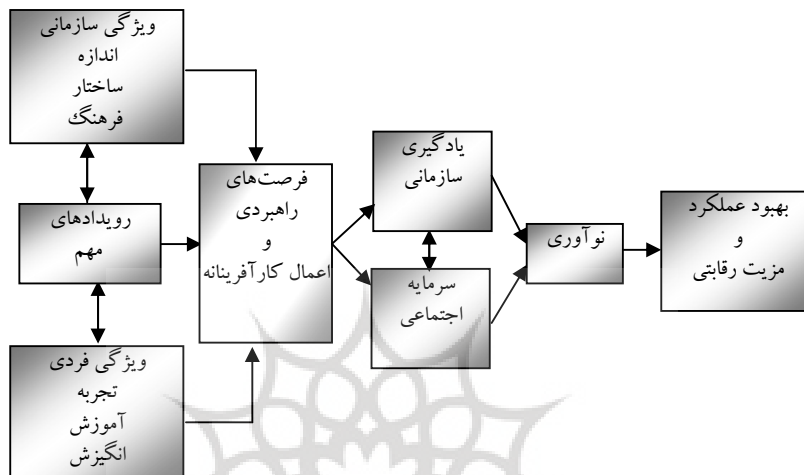 ویژگی سازمانی
اندازه
ساختار
فرهنگ
رویدادهای
مهم
ویژگی فردی
تجربه
آموزش
انگیزش
فرصت‌های
راهبردی
و
اعمال کارآفرینانه
یادگیری
سازمانی
سرمایه
اجتماعی
نوآوری
بهبود عملکرد
و
مزیت رقابتی